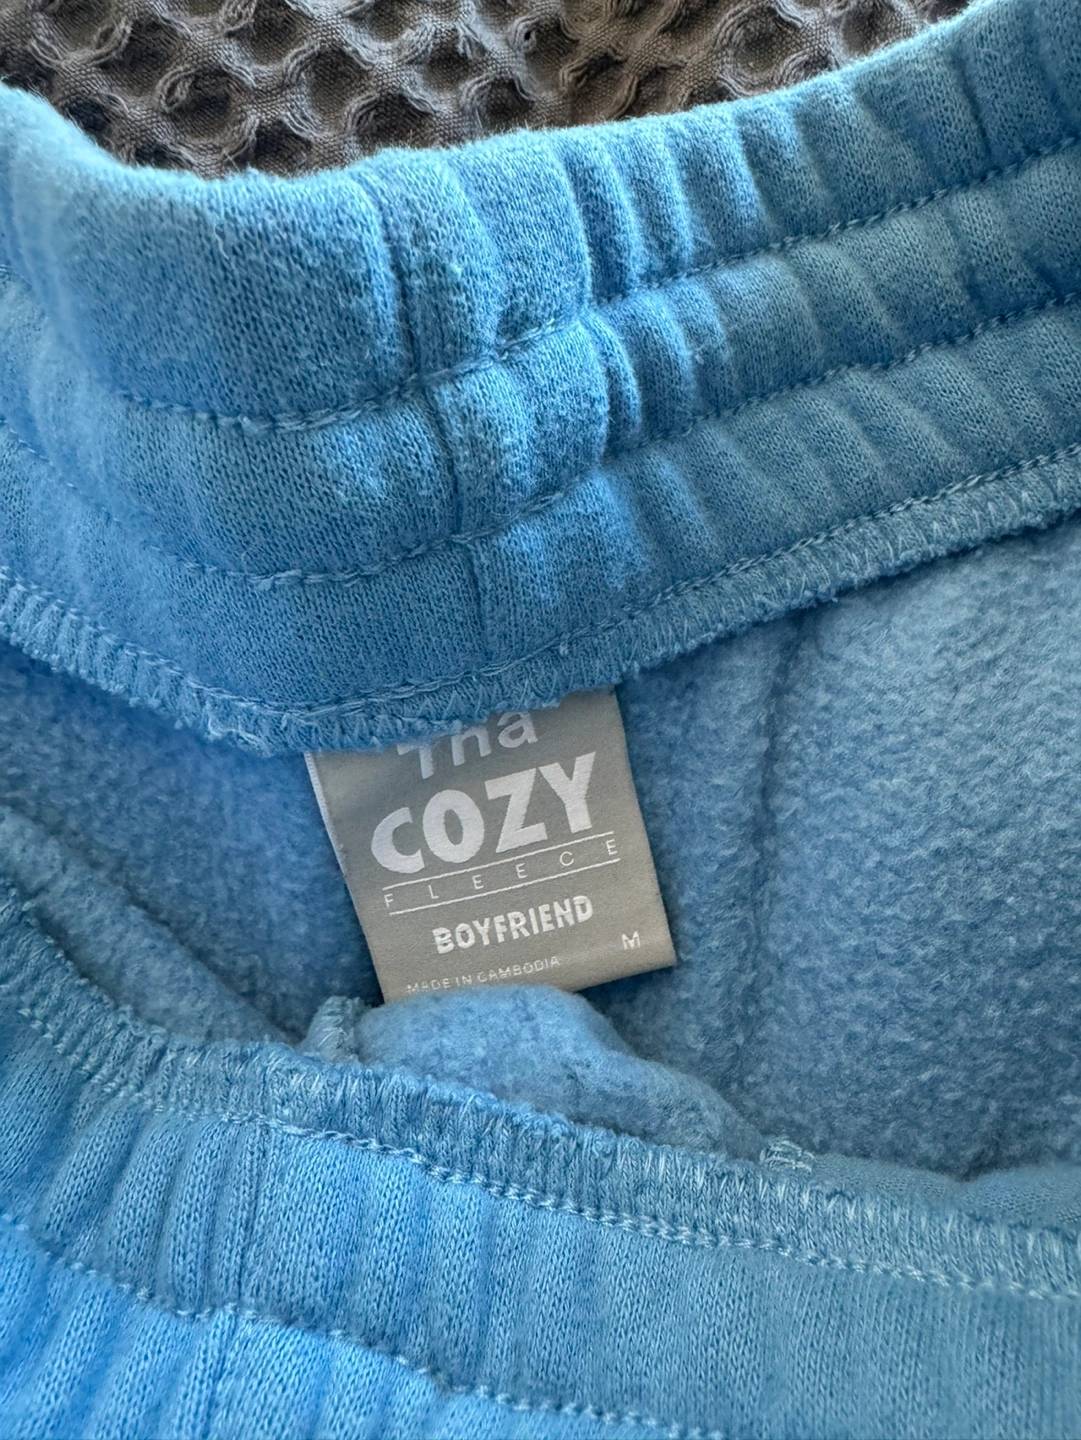 Tha
COZY
FLEECE
BOYFRIEND
M
MADE IN CAMBODIA